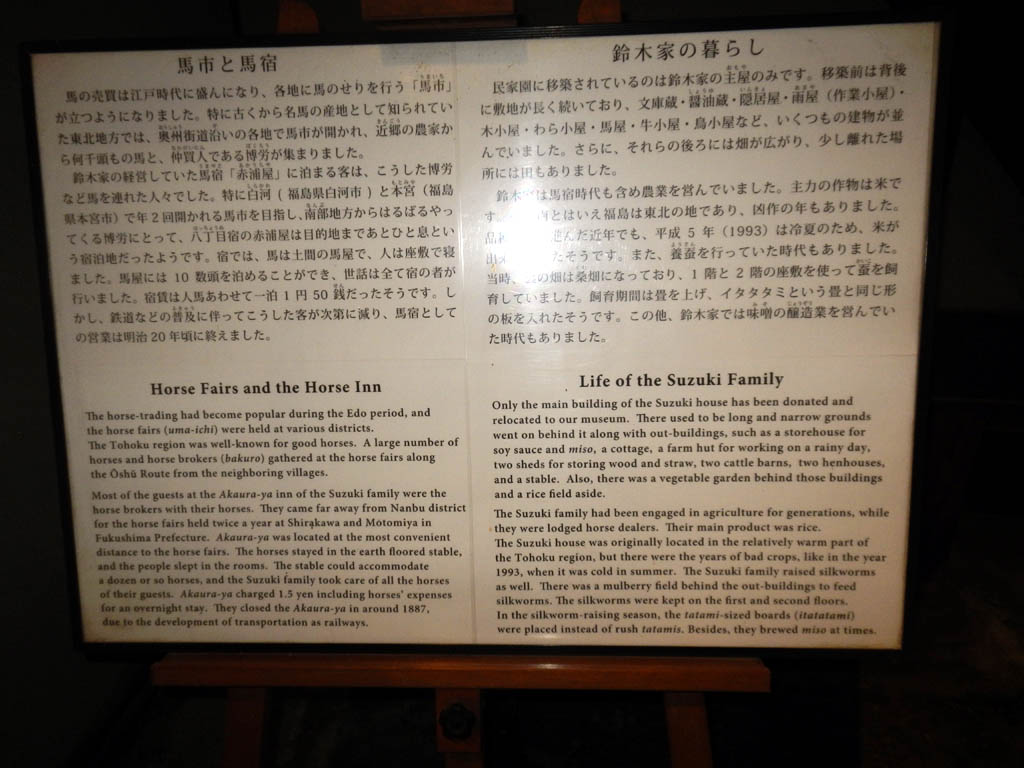 馬市と馬宿
馬の売買は江戸時代に盛んになり、各地に馬のせりを行う「馬市」
が立つようになりました。特に古くから名馬の産地として知られてい
た東北地方では、奥州街道沿いの各地で馬市が開かれ、近郷の農家か
ら何千頭もの馬と、仲買人である博労が集まりました。
鈴木家の経営していた馬宿「赤浦屋」に泊まる客は、こうした博労
など馬を連れた人々でした。特に白河（福島県白河市）と本宮（福島
県本宮市）で年2回開かれる馬市を目指し、南部地方からはるばるやっ
てくる博労にとって、八丁目宿の赤浦屋は目的地まであとひと息とい
う宿泊地だったようです。宿では、馬は土間の馬屋で、人は座敷で寝
ました。馬屋には 10 数頭を泊めることができ、世話は全て宿の者が
行いました。宿賃は人馬あわせて一泊 1 円 50 銭だったそうです。し
かし、鉄道などの普及に伴ってこうした客が次第に減り、馬宿として
の営業は明治 20 年頃に終えました。
Horse Fairs and the Horse Inn
The horse-trading had become popular during the Edo period, and
the horse fairs (uma-ichi) were held at various districts.
The Tohoku region was well-known for good horses. A large number of
horses and horse brokers (bakuro) gathered at the horse fairs along
the Ōshū Route from the neighboring villages.
Most of the guests at the Akaura-ya inn of the Suzuki family were the
horse brokers with their horses. They came far away from Nanbu district
for the horse fairs held twice a year at Shirakawa and Motomiya in
Fukushima Prefecture. Akaura-ya was located at the most convenient
distance to the horse fairs. The horses stayed in the earth floored stable,
and the people slept in the rooms. The stable could accommodate
a dozen or so horses, and the Suzuki family took care of all the horses
of their guests. Akaura-ya charged 1.5 yen including horses' expenses
for an overnight stay. They closed the Akaura-ya in around 1887,
due to the development of transportation as railways.
鈴木家の暮らし
民家園に移築されているのは鈴木家の主屋のみです。移築前は背後
に敷地が長く続いており、文庫蔵・醤油蔵・隠居屋・雨屋（作業小屋）・
木小屋・わら小屋・馬屋・牛小屋・鳥小屋など、いくつもの建物が並
んでいました。さらに、それらの後ろには畑が広がり、少し離れた場
所には田もありました。
鈴木家は馬宿時代も含め農業を営んでいました。主力の作物は米で
す。とはいえ福島は東北の地であり、凶作の年もありました。
んだ近年でも、平成 5 年（1993）は冷夏のため、米が
たそうです。また、養蚕を行っていた時代もありました。
当時、の畑は桑畑になっており、1 階と 2 階の座敷を使って蚕を飼
育していました。飼育期間は畳を上げ、イタタタミという畳と同じ形
の板を入れたそうです。この他、鈴木家では味噌の醸造業を営んでい
た時代もありました。
Life of the Suzuki Family
Only the main building of the Suzuki house has been donated and
relocated to our museum. There used to be long and narrow grounds
went on behind it along with out-buildings, such as a storehouse for
soy sauce and miso, a cottage, a farm hut for working on a rainy day,
two sheds for storing wood and straw, two cattle barns, two henhouses,
and a stable. Also, there was a vegetable garden behind those buildings
and a rice field aside.
The Suzuki family had been engaged in agriculture for generations, while
they were lodged horse dealers. Their main product was rice.
The Suzuki house was originally located in the relatively warm part of
the Tohoku region, but there were the years of bad crops, like in the year
1993, when it was cold in summer. The Suzuki family raised silkworms
as well. There was a mulberry field behind the out-buildings to feed
silkworms. The silkworms were kept on the first and second floors.
In the silkworm-raising season, the tatami-sized boards (itatatami)
were placed instead of rush tatamis. Besides, they brewed miso at times.